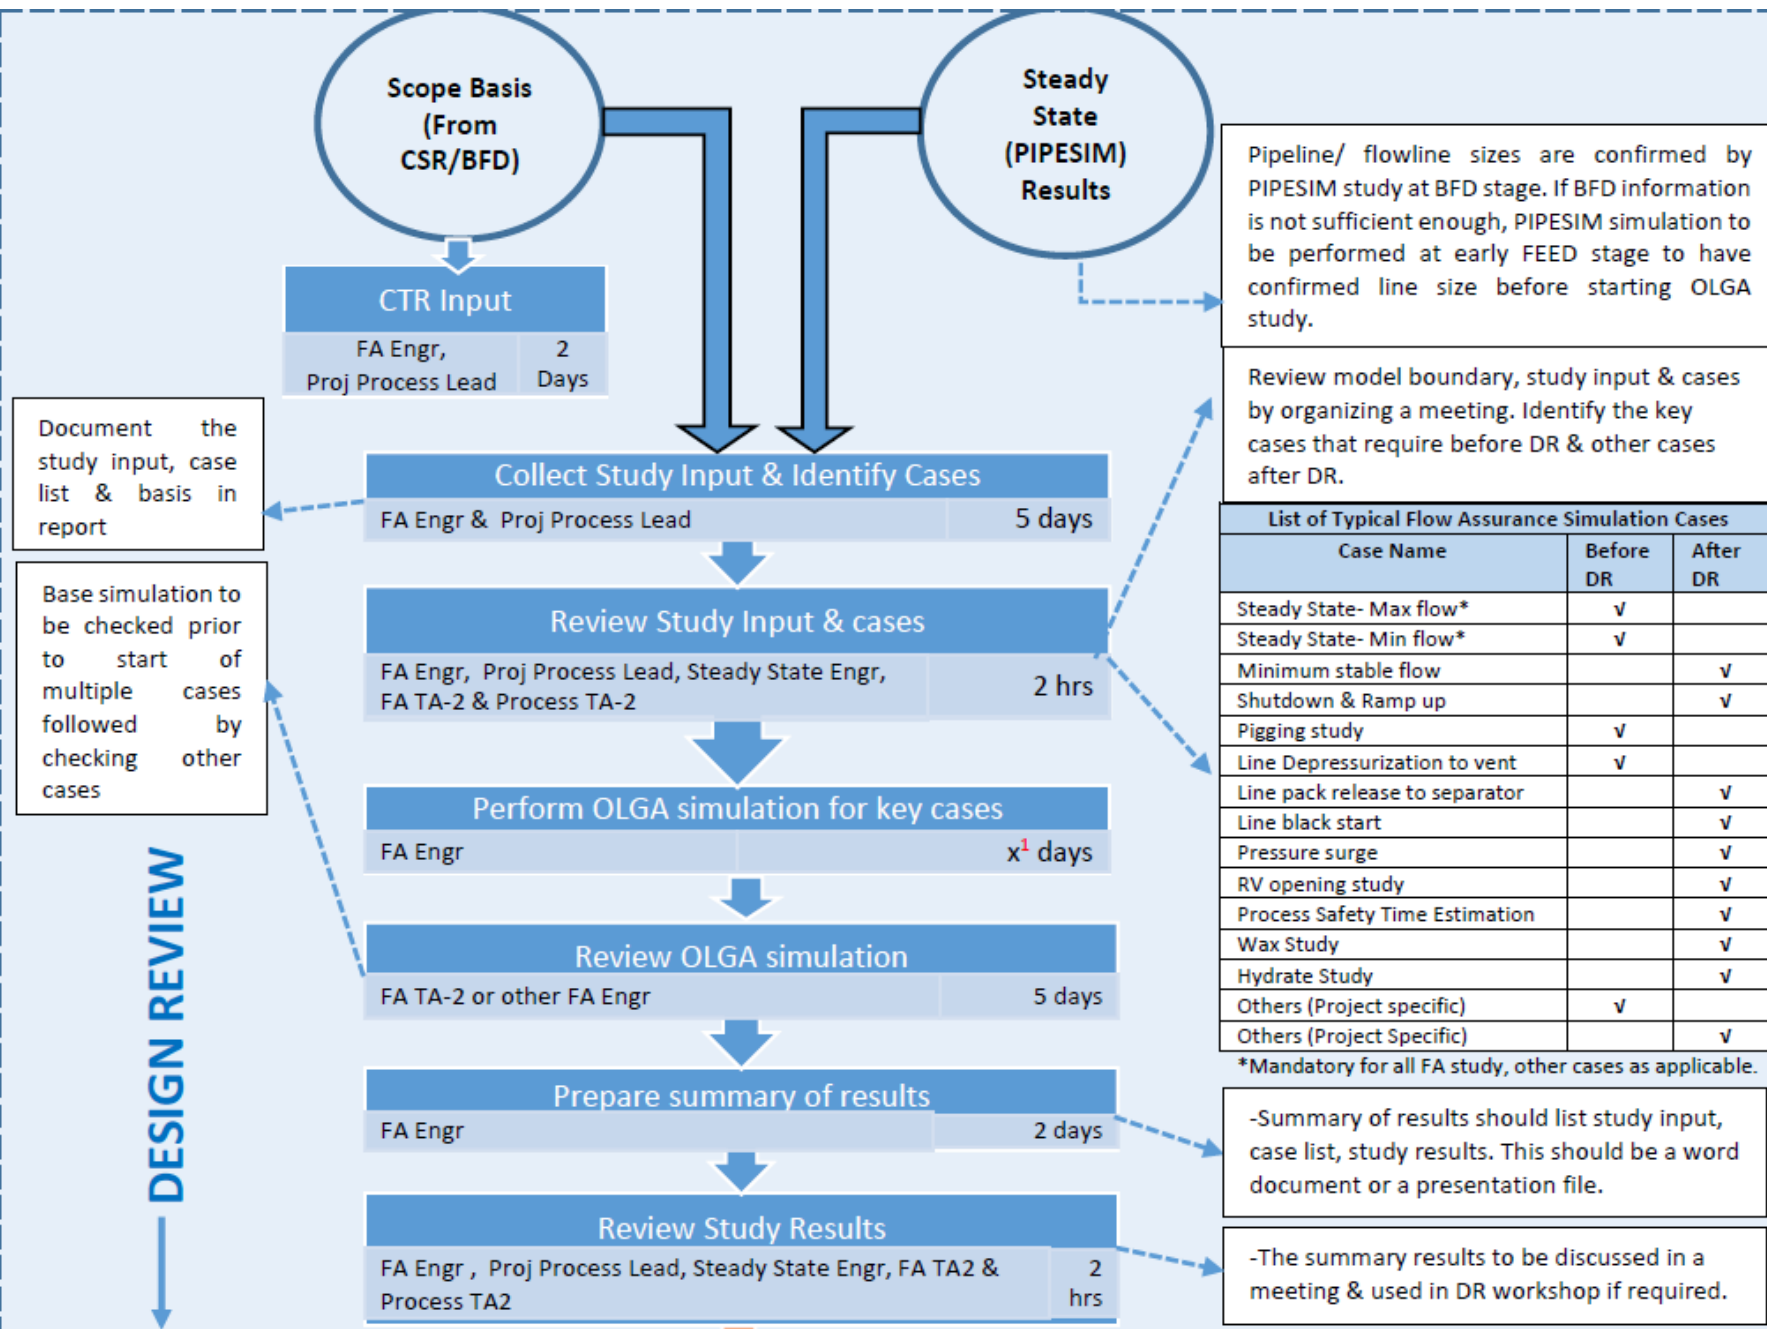 Scope Basis
(From
CSR/BFD)
Steady
State
(PIPESIM)
Results
Pipeline/ flowline sizes are confirmed by
PIPESIM study at BFD stage. If BFD information
is not sufficient enough, PIPESIM simulation to
be performed at early FEED stage to have
confirmed line size before starting OLGA
study.
CTR Input
FA Engr,
Proj Process Lead
2
Days
Review model boundary, study input & cases
by organizing a meeting. Identify the key
cases that require before DR & other cases
after DR.
Document the
study input, case
list & basis in
report
Collect Study Input & Identify Cases
FA Engr & Proj Process Lead 5 days
Base simulation to
be checked prior
to start of
multiple cases
followed by
checking other
cases
Review Study Input & cases
FA Engr, Proj Process Lead, Steady State Engr,
FA TA-2 & Process TA-2
2 hrs
Perform OLGA simulation for key cases
FA Engr x¹ days
Review OLGA simulation
FA TA-2 or other FA Engr 5 days
Prepare summary of results
FA Engr 2 days
Review Study Results
FA Engr , Proj Process Lead, Steady State Engr, FA TA2 &
Process TA2
2
hrs
DESIGN REVIEW
List of Typical Flow Assurance Simulation Cases
Case Name Before DR After DR
Steady State- Max flow* √
Steady State- Min flow* √
Minimum stable flow √
Shutdown & Ramp up √
Pigging study √
Line Depressurization to vent √
Line pack release to separator √
Line black start √
Pressure surge √
RV opening study √
Process Safety Time Estimation √
Wax Study √
Hydrate Study √
Others (Project specific) √
Others (Project Specific) √
*Mandatory for all FA study, other cases as applicable.
-Summary of results should list study input,
case list, study results. This should be a word
document or a presentation file.
-The summary results to be discussed in a
meeting & used in DR workshop if required.